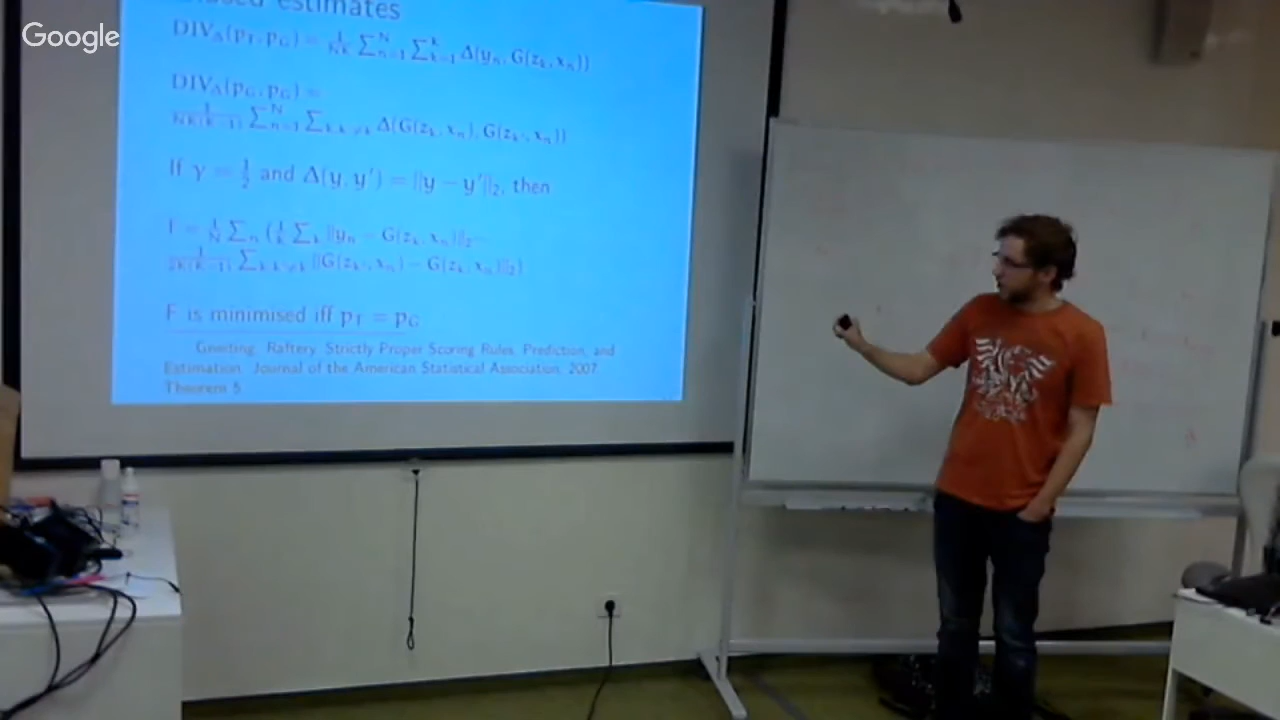 Google
estimates
DIV_Δ(p_T, p_G) = 1/NK ∑_{n=1}^{N} ∑_{k=1}^{K} Δ(y_n, G(z_k, x_n))
DIV_Δ(p_G, p_G) =
1/NK(K−1) ∑_{n=1}^{N} ∑_{k,k'≠k} Δ(G(z_k, x_n), G(z_k', x_n))
If γ = 1/2 and Δ(y, y') = ||y − y'||_2, then
F = 1/N ∑_n (1/K ∑_k ||y_n − G(z_k, x_n)||_2−
1/2K(K−1) ∑_{k,k'≠k} ||G(z_k', x_n) − G(z_k, x_n)||_2)
F is minimised iff p_T = p_G
Gneiting, Raftery. Strictly Proper Scoring Rules, Prediction, and
Estimation. Journal of the American Statistical Association, 2007.
Theorem 5